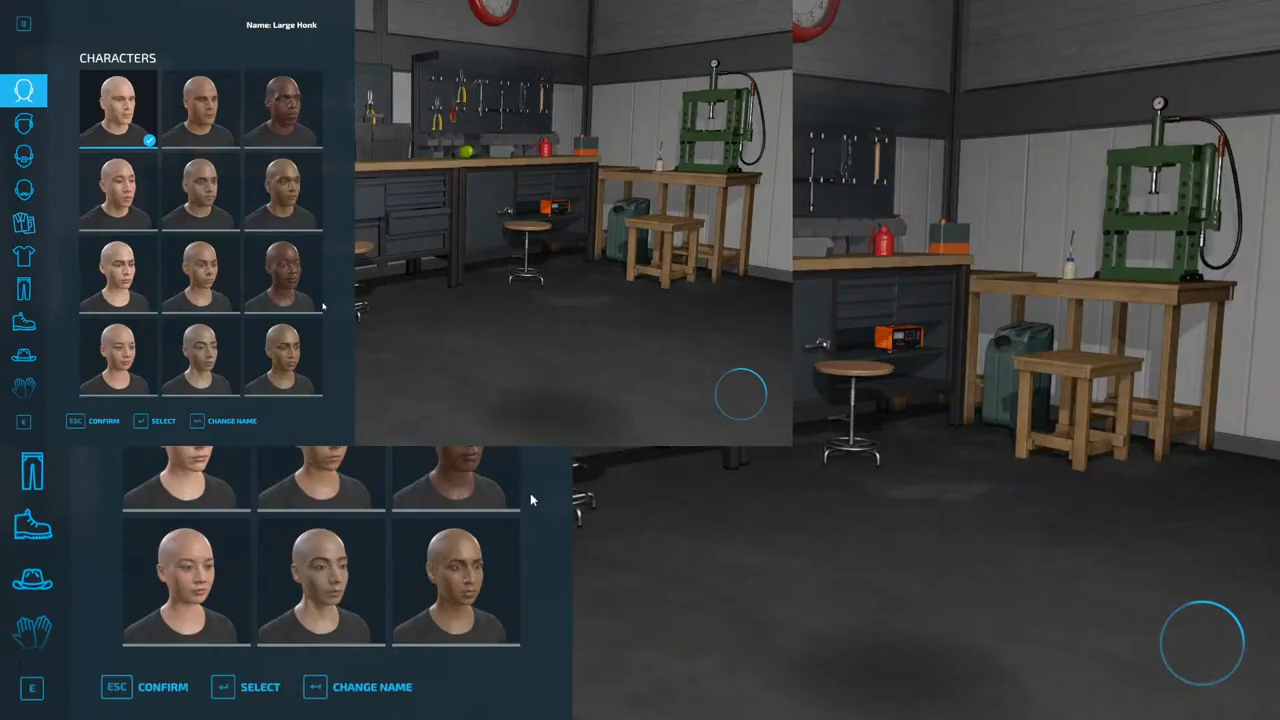 Q
Name: Large Honk
CHARACTERS
E
ESC CONFIRM SELECT CHANGE NAME
E
ESC CONFIRM SELECT CHANGE NAME